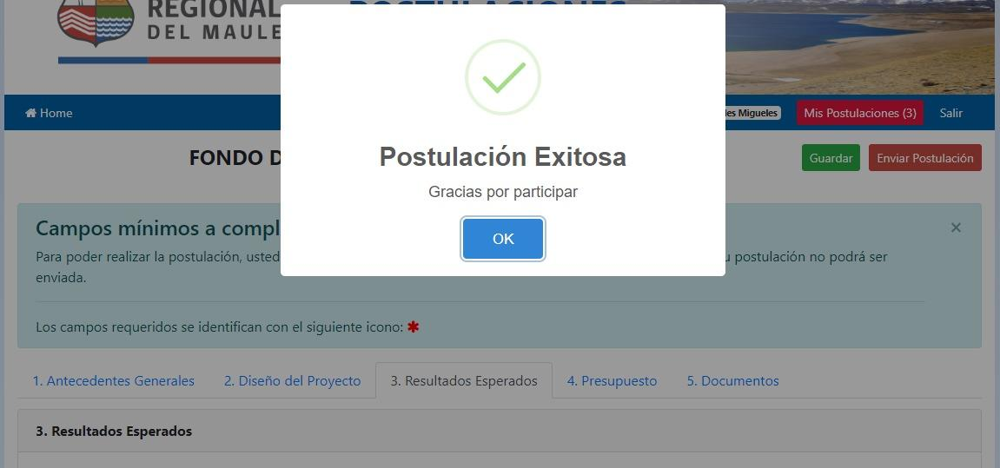 REGIONAL
DEL MAULE
POSTULACIONES
Home
les Migueles
Mis Postulaciones (3)
Salir
FONDO D
Guardar
Enviar Postulación
Postulación Exitosa
Gracias por participar
OK
Campos mínimos a compl
×
Para poder realizar la postulación, usted
u postulación no podrá ser
enviada.
Los campos requeridos se identifican con el siguiente icono: ✱
1. Antecedentes Generales
2. Diseño del Proyecto
3. Resultados Esperados
4. Presupuesto
5. Documentos
3. Resultados Esperados